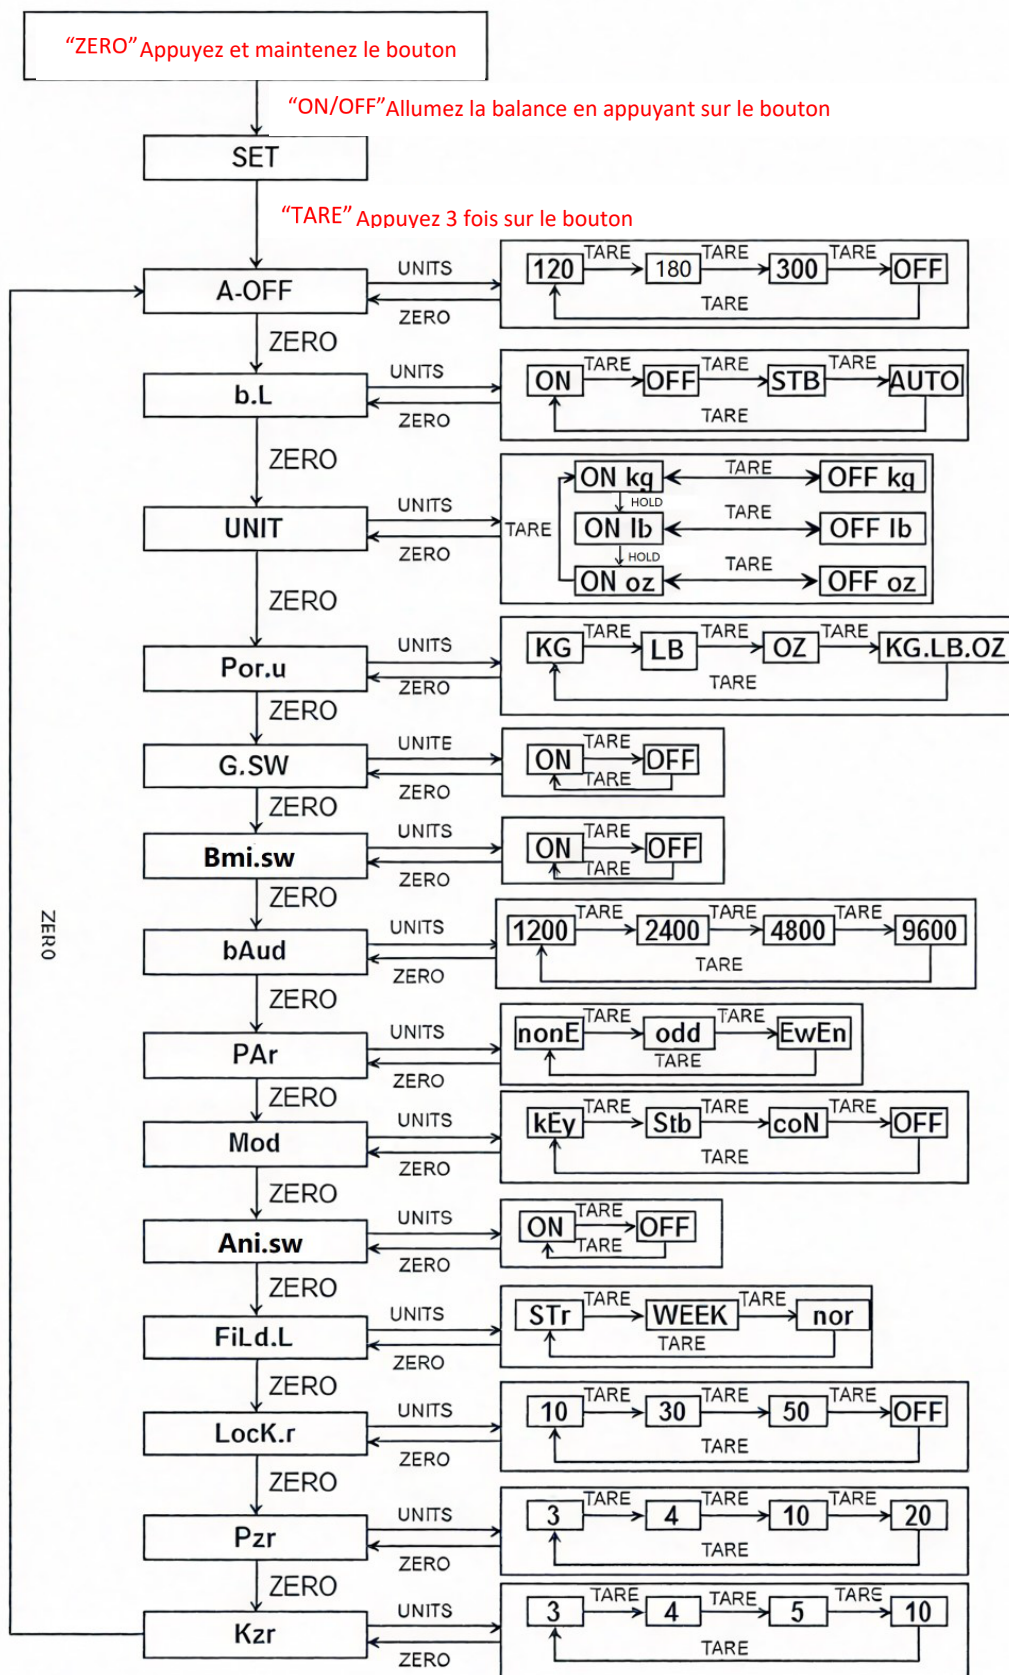 “ZERO” Appuyez et maintenez le bouton
“ON/OFF” Allumez la balance en appuyant sur le bouton
SET
“TARE” Appuyez 3 fois sur le bouton
A-OFF
UNITS
ZERO
120 TARE 180 TARE 300 TARE OFF
TARE
ZERO
b.L
UNITS
ZERO
ON TARE OFF TARE STB TARE AUTO
TARE
ZERO
UNIT
UNITS
ZERO
TARE
ON kg TARE OFF kg
HOLD
ON lb TARE OFF lb
HOLD
ON oz TARE OFF oz
ZERO
Por.u
UNITS
ZERO
KG TARE LB TARE OZ TARE KG.LB.OZ
TARE
ZERO
G.SW
UNITE
ZERO
ON TARE OFF
TARE
ZERO
Bmi.sw
UNITS
ZERO
ON TARE OFF
TARE
ZERO
bAud
UNITS
ZERO
1200 TARE 2400 TARE 4800 TARE 9600
TARE
ZERO
PAr
UNITS
ZERO
nonE TARE odd TARE EwEn
TARE
ZERO
Mod
UNITS
ZERO
kEy TARE Stb TARE coN TARE OFF
TARE
ZERO
Ani.sw
UNITS
ZERO
ON TARE OFF
TARE
ZERO
FiLd.L
UNITS
ZERO
STr TARE WEEK TARE nor
TARE
ZERO
LocK.r
UNITS
ZERO
10 TARE 30 TARE 50 TARE OFF
TARE
ZERO
Pzr
UNITS
ZERO
3 TARE 4 TARE 10 TARE 20
TARE
ZERO
Kzr
UNITS
ZERO
3 TARE 4 TARE 5 TARE 10
TARE
ZERO